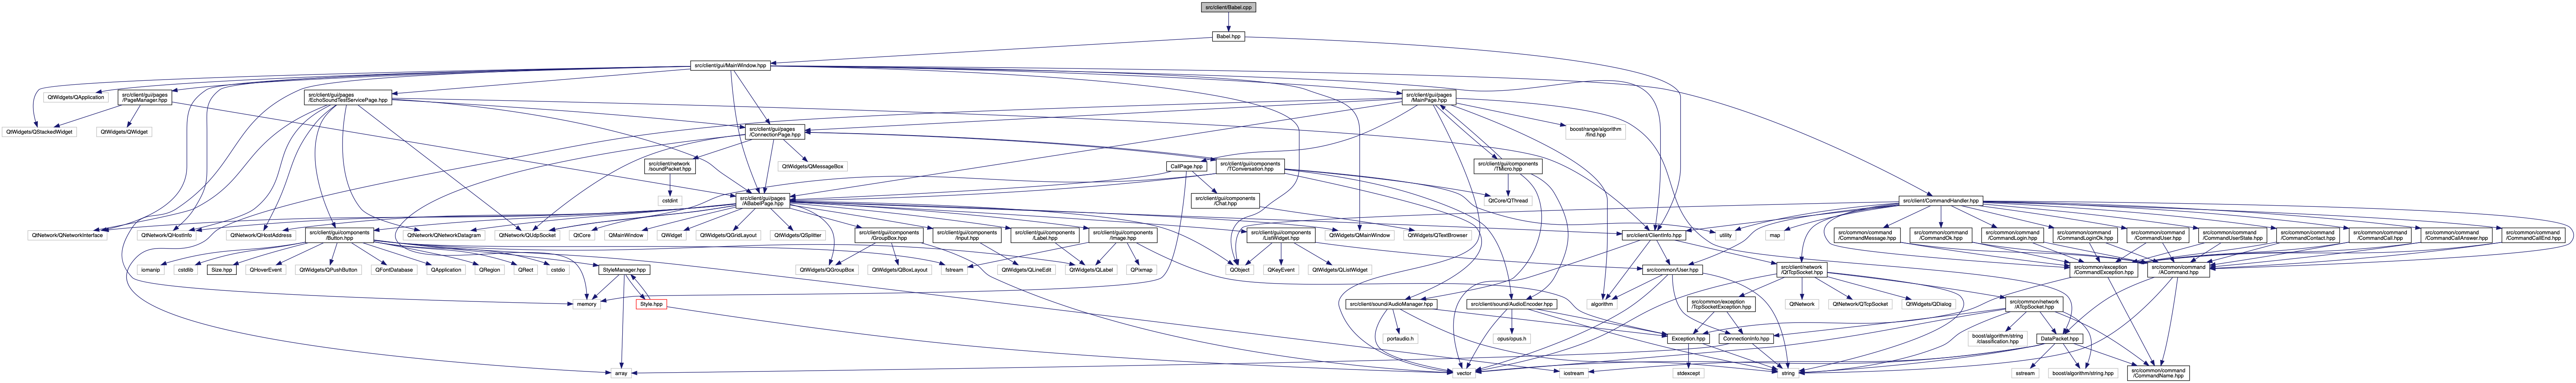 src/client/Babel.cpp
Babel.hpp
src/client/gui/MainWindow.hpp
QtWidgets/QApplication
src/client/gui/pages
/PageManager.hpp
src/client/gui/pages
/EchoSoundTestServicePage.hpp
src/client/gui/pages
/MainPage.hpp
QtWidgets/QStackedWidget
QtWidgets/QWidget
src/client/gui/pages
/ConnectionPage.hpp
boost/range/algorithm
/find.hpp
src/client/network
/soundPacket.hpp
QtWidgets/QMessageBox
CallPage.hpp
src/client/gui/components
/TConversation.hpp
src/client/gui/components
/TMicro.hpp
cstdint
src/client/gui/pages
/ABabelPage.hpp
src/client/gui/components
/Chat.hpp
QtCore/QThread
src/client/CommandHandler.hpp
QtNetwork/QNetworkInterface
QtNetwork/QHostInfo
QtNetwork/QHostAddress
src/client/gui/components
/Button.hpp
QtNetwork/QNetworkDatagram
QtNetwork/QUdpSocket
QtCore
QMainWindow
QWidget
QtWidgets/QGridLayout
QtWidgets/QSplitter
src/client/gui/components
/GroupBox.hpp
src/client/gui/components
/Input.hpp
src/client/gui/components
/Label.hpp
src/client/gui/components
/Image.hpp
src/client/gui/components
/ListWidget.hpp
QtWidgets/QMainWindow
QtWidgets/QTextBrowser
src/client/ClientInfo.hpp
utility
map
src/common/command
/CommandMessage.hpp
src/common/command
/CommandOk.hpp
src/common/command
/CommandLogin.hpp
src/common/command
/CommandLoginOk.hpp
src/common/command
/CommandUser.hpp
src/common/command
/CommandUserState.hpp
src/common/command
/CommandContact.hpp
src/common/command
/CommandCall.hpp
src/common/command
/CommandCallAnswer.hpp
src/common/command
/CommandCallEnd.hpp
iomanip
cstdlib
Size.hpp
QHoverEvent
QtWidgets/QPushButton
QFontDatabase
QApplication
QRegion
QRect
cstdio
StyleManager.hpp
QtWidgets/QGroupBox
QtWidgets/QBoxLayout
fstream
QtWidgets/QLineEdit
QtWidgets/QLabel
QPixmap
QObject
QKeyEvent
QtWidgets/QListWidget
src/common/User.hpp
src/client/network
/QTcpSocket.hpp
src/common/exception
/CommandException.hpp
src/common/command
/ACommand.hpp
memory
Style.hpp
src/client/sound/AudioManager.hpp
src/client/sound/AudioEncoder.hpp
algorithm
src/common/exception
/TcpSocketException.hpp
QtNetwork
QtNetwork/QTcpSocket
QtWidgets/QDialog
src/common/network
/ATcpSocket.hpp
portaudio.h
opus/opus.h
Exception.hpp
ConnectionInfo.hpp
boost/algorithm/string
/classification.hpp
DataPacket.hpp
array
vector
iostream
stdexcept
string
sstream
boost/algorithm/string.hpp
src/common/command
/CommandName.hpp